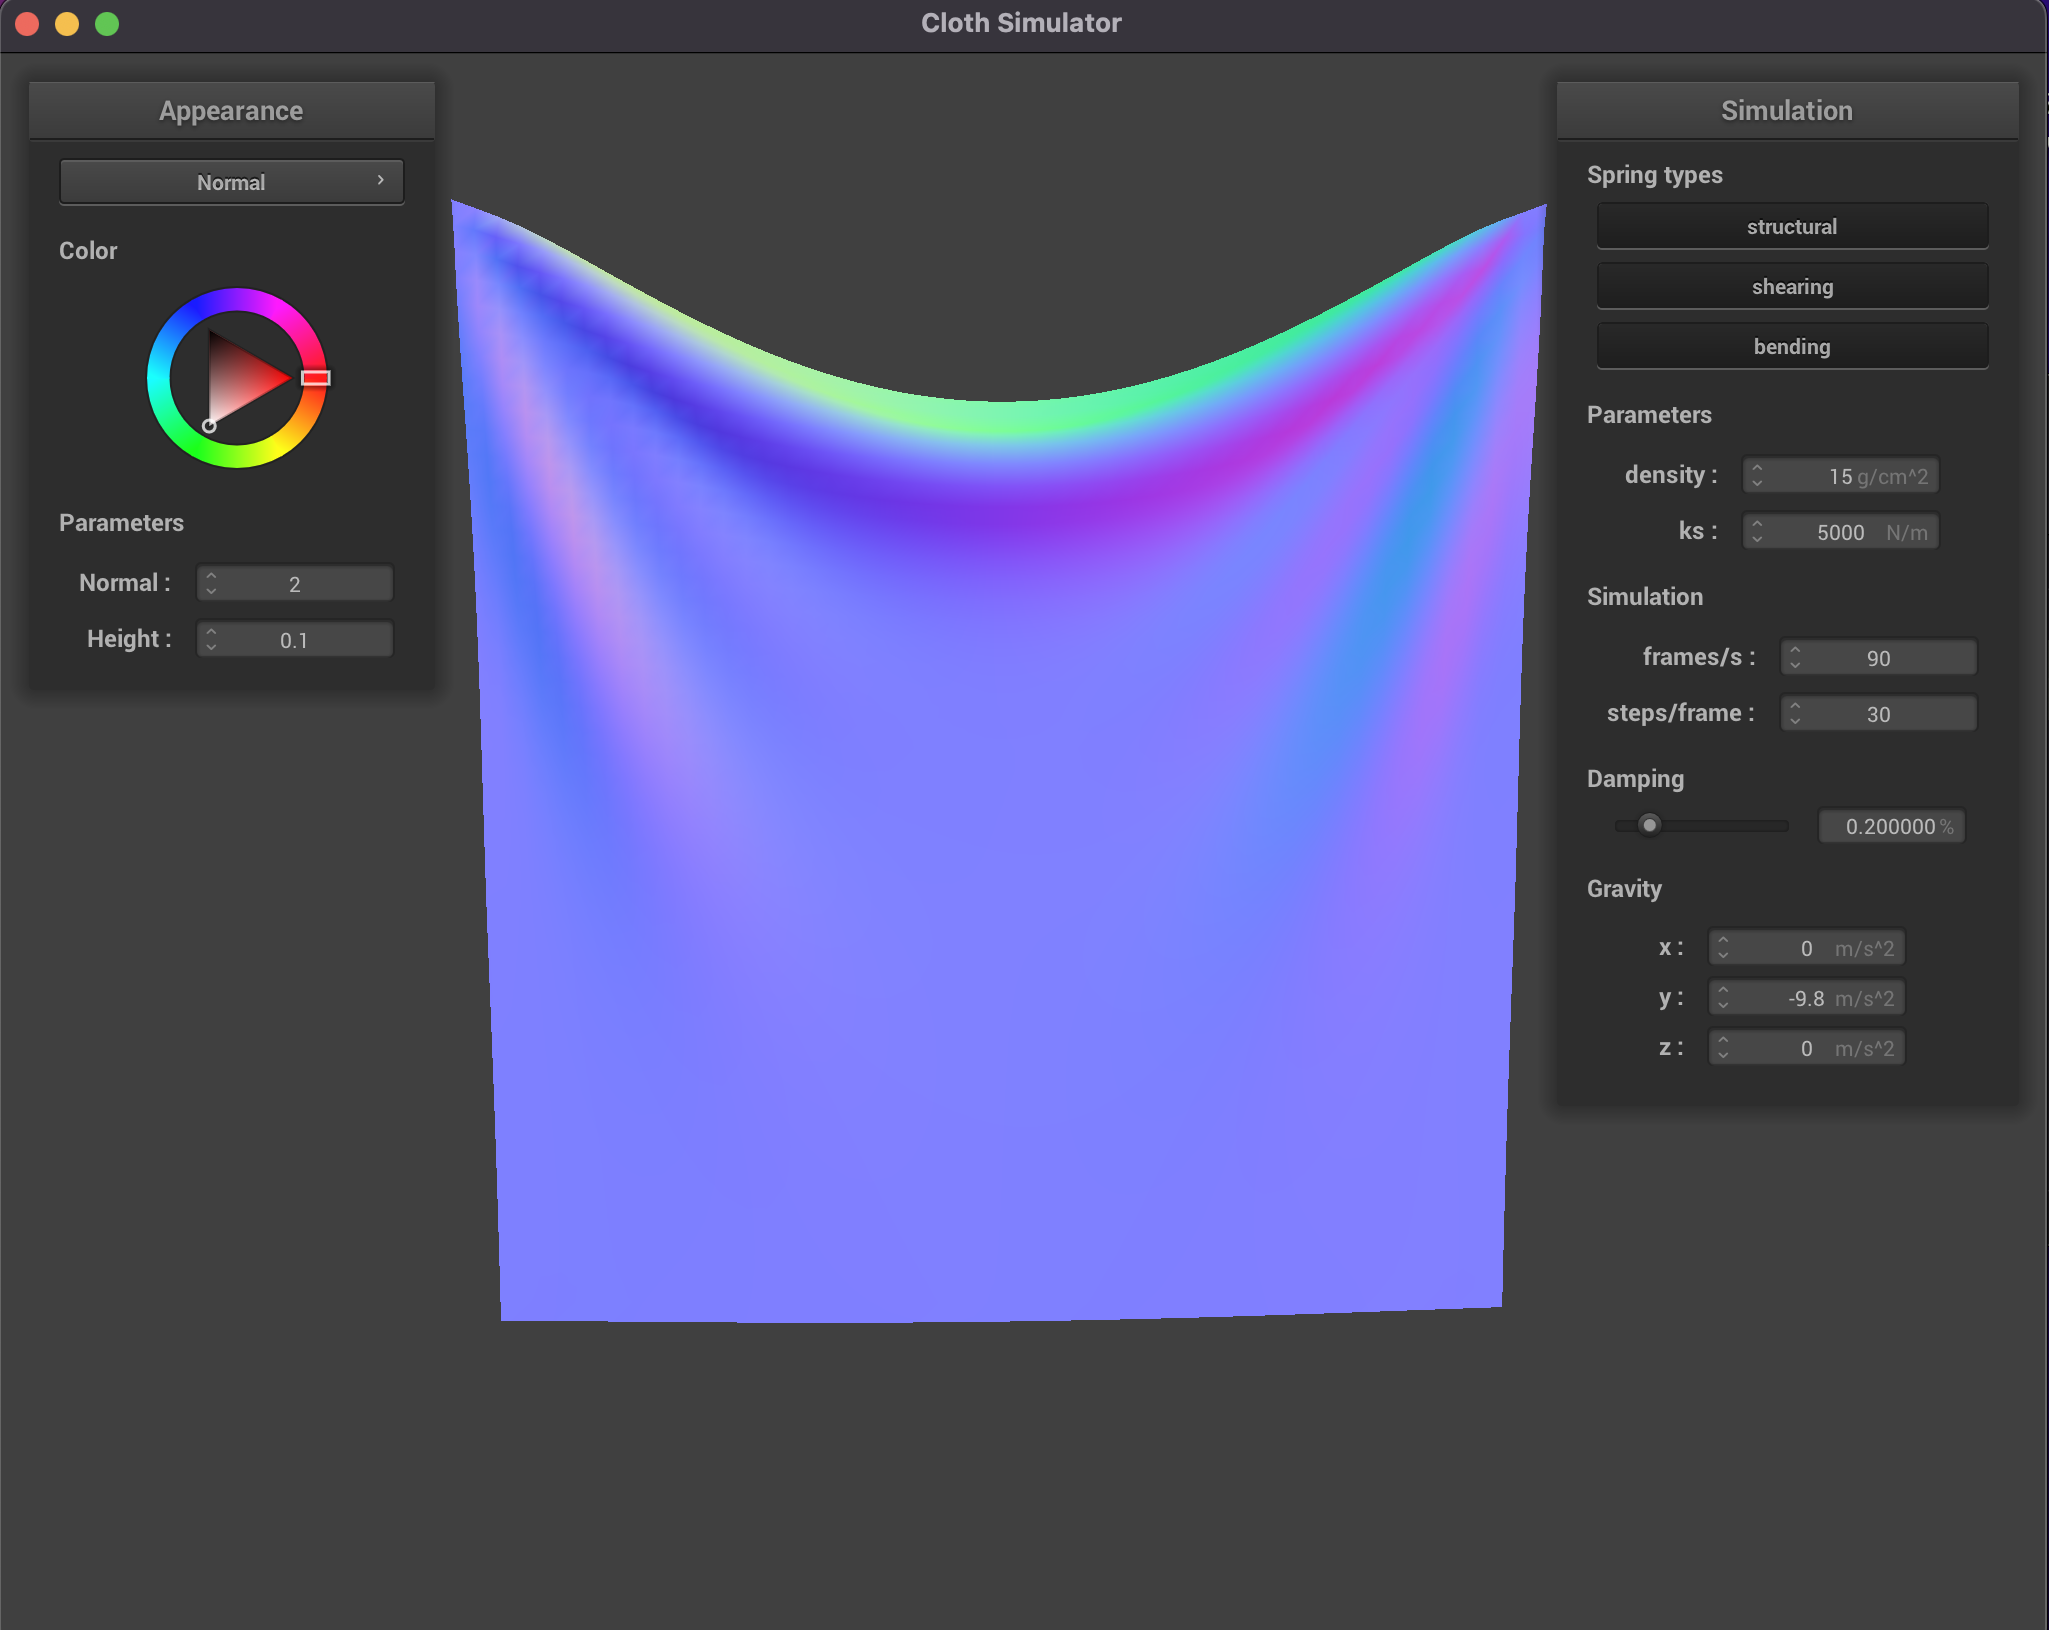 Cloth Simulator
Appearance
Normal
Color
Parameters
Normal : 2
Height : 0.1
Simulation
Spring types
structural
shearing
bending
Parameters
density : 15 g/cm^2
ks : 5000 N/m
Simulation
frames/s : 90
steps/frame : 30
Damping
0.200000 %
Gravity
x : 0 m/s^2
y : -9.8 m/s^2
z : 0 m/s^2